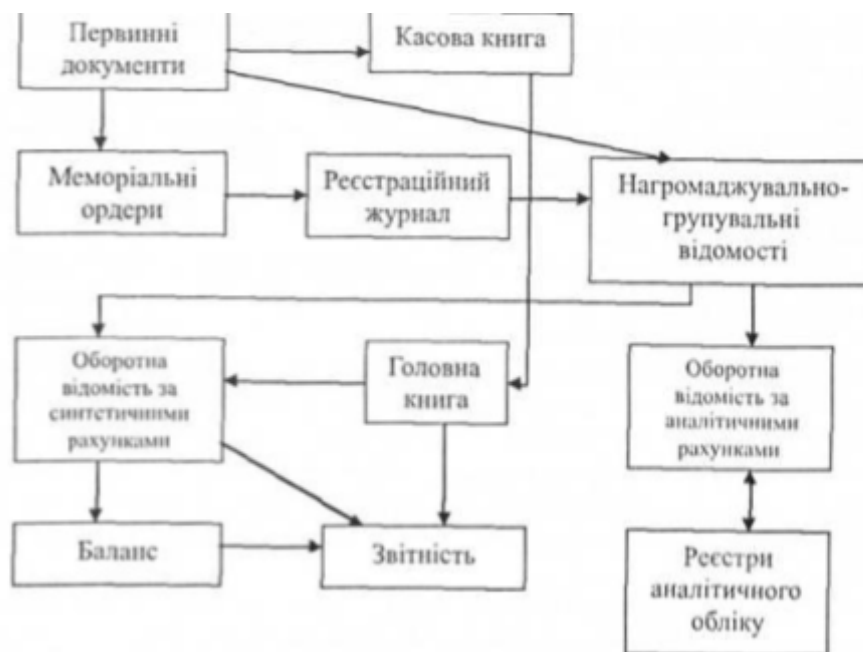 Первинні
документи
Касова книга
Меморіальні
ордери
Реєстраційний
журнал
Нагромаджувально-
групувальні
відомості
Оборотна
відомість за
синтетичними
рахунками
Головна
книга
Оборотна
відомість за
аналітичними
рахунками
Баланс
Звітність
Реєстри
аналітичного
обліку